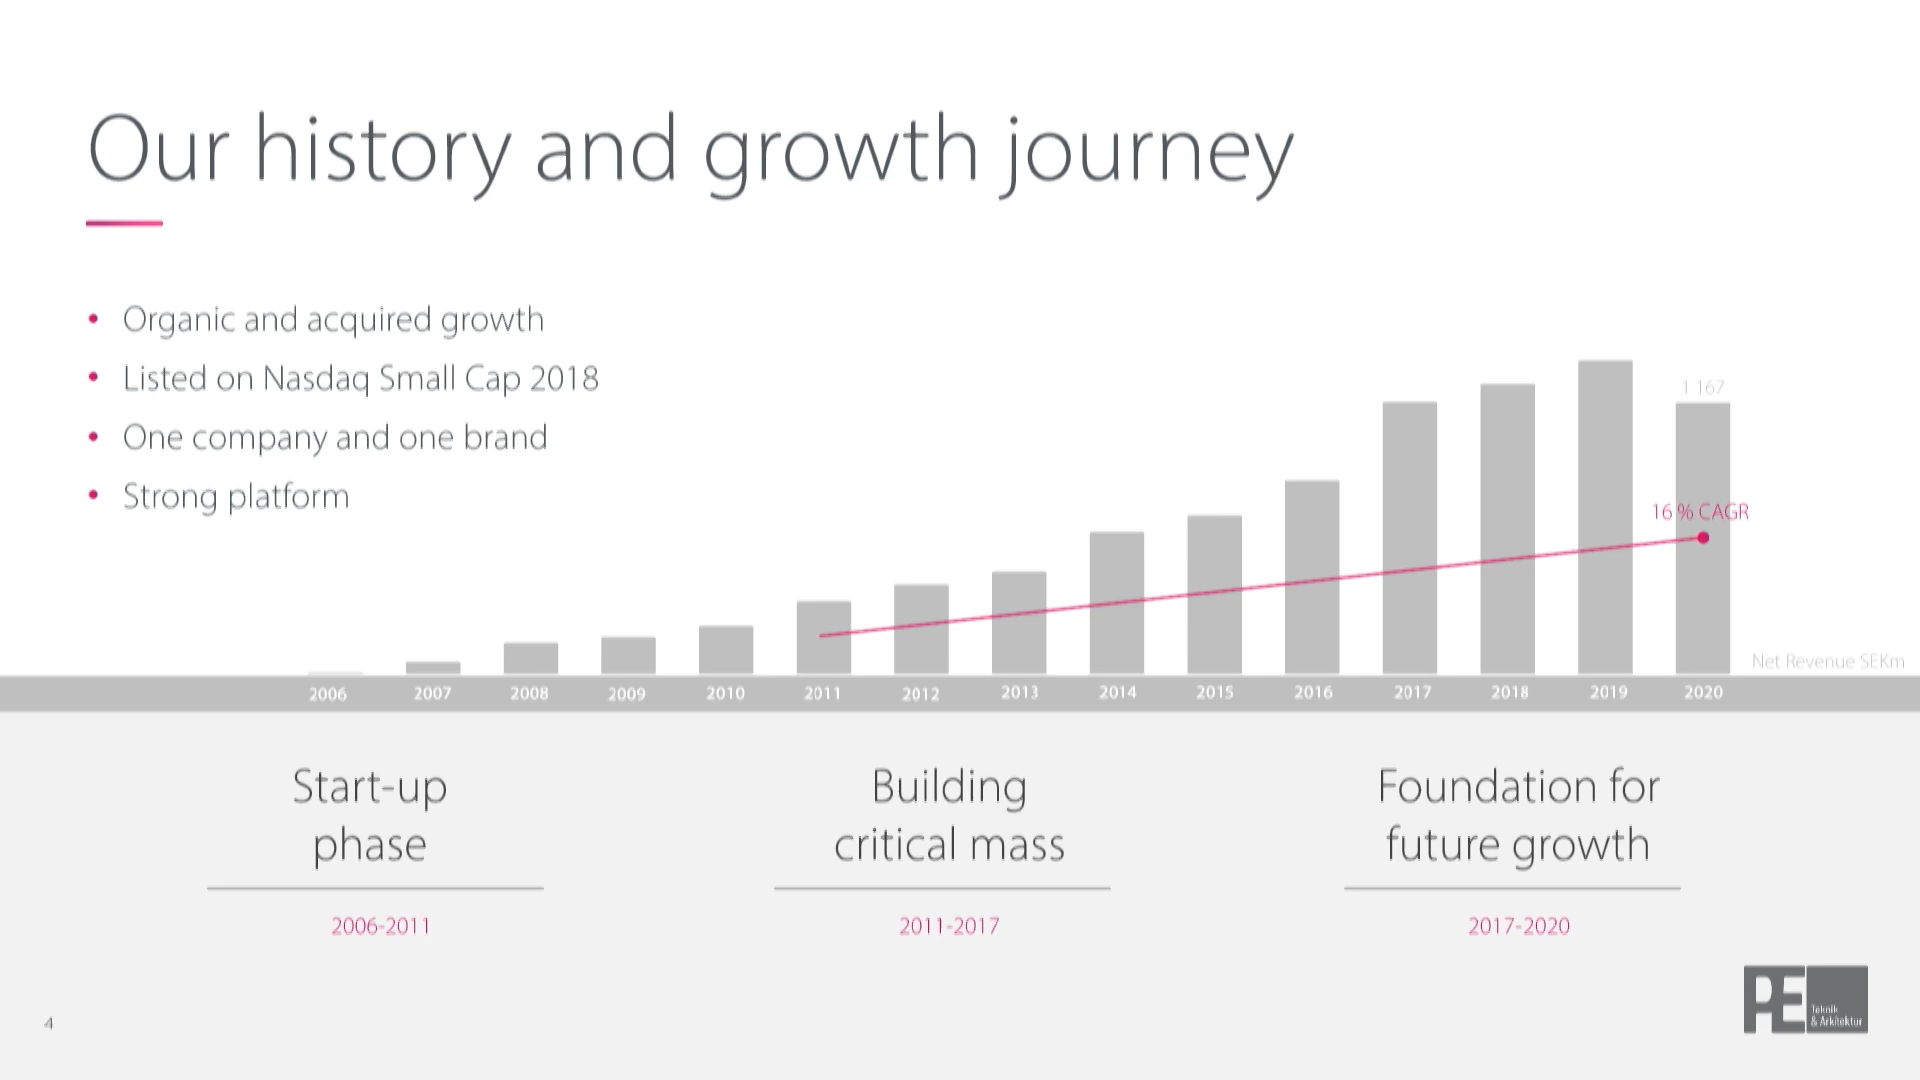 Our history and growth journey
• Organic and acquired growth
• Listed on Nasdaq Small Cap 2018
• One company and one brand
• Strong platform
1 167
16 % CAGR
Net Revenue SEKm
2006 2007 2008 2009 2010 2011 2012 2013 2014 2015 2016 2017 2018 2019 2020
Start-up
phase
2006-2011
Building
critical mass
2011-2017
Foundation for
future growth
2017-2020
PE
Teknik
& Arkitektur
4